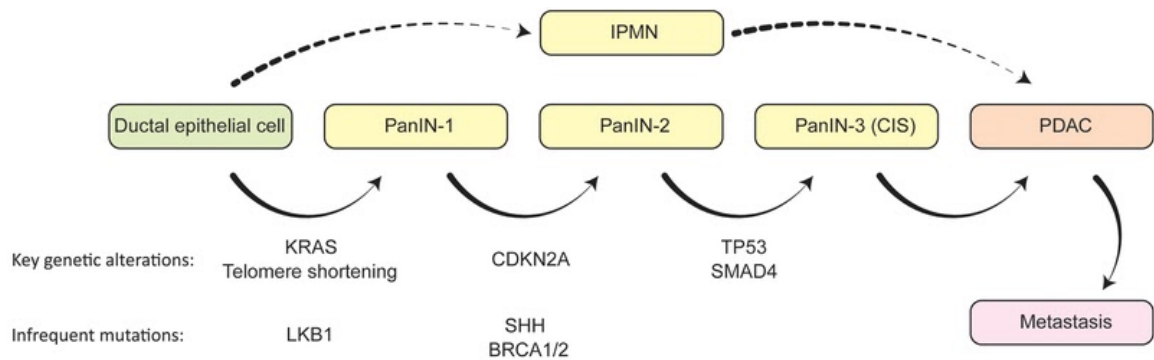 IPMN
Ductal epithelial cell
PanIN-1
PanIN-2
PanIN-3 (CIS)
PDAC
Key genetic alterations:
KRAS
Telomere shortening
CDKN2A
TP53
SMAD4
Infrequent mutations:
LKB1
SHH
BRCA1/2
Metastasis